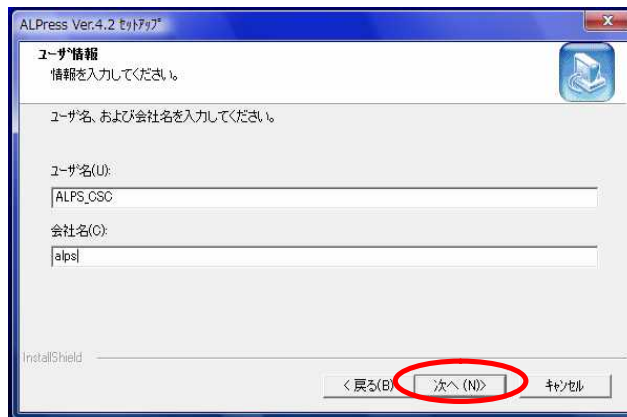 ALPress Ver.4.2 ｾｯﾄｱｯﾌﾟ
ﾕｰｻﾞ情報
情報を入力してください。
ﾕｰｻﾞ名、および会社名を入力してください。
ﾕｰｻﾞ名(U):
ALPS_CSC
会社名(C):
alps
InstallShield
< 戻る(B)
次へ (N)>
ｷｬﾝｾﾙ